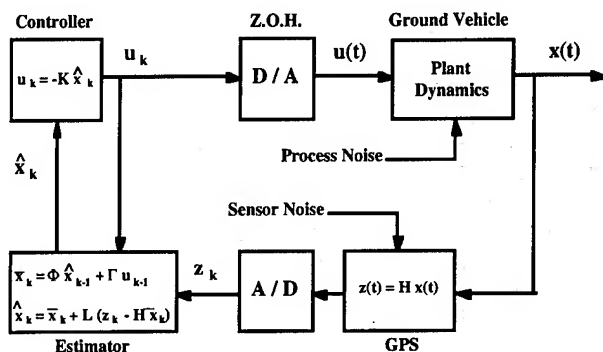 Controller
Z.O.H.
Ground Vehicle
u k = -K x̂ k
u k
D / A
u(t)
Plant
Dynamics
x(t)
Process Noise
x̂ k
Sensor Noise
x̅ k = Φ x̂ k-1 + Γ u k-1
x̂ k = x̅ k + L (z k - H x̅ k)
z k
A / D
z(t) = H x(t)
Estimator
GPS